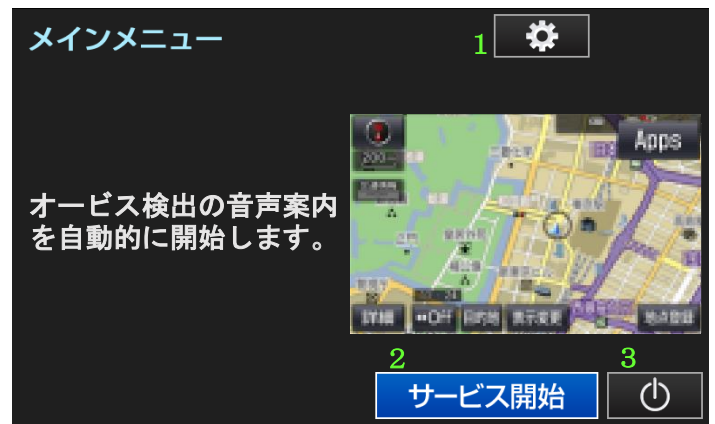 メインメニュー
1
オービス検出の音声案内
を自動的に開始します。
Apps
200
詳細
Off
目的地
表示変更
地点登録
2
サービス開始
3